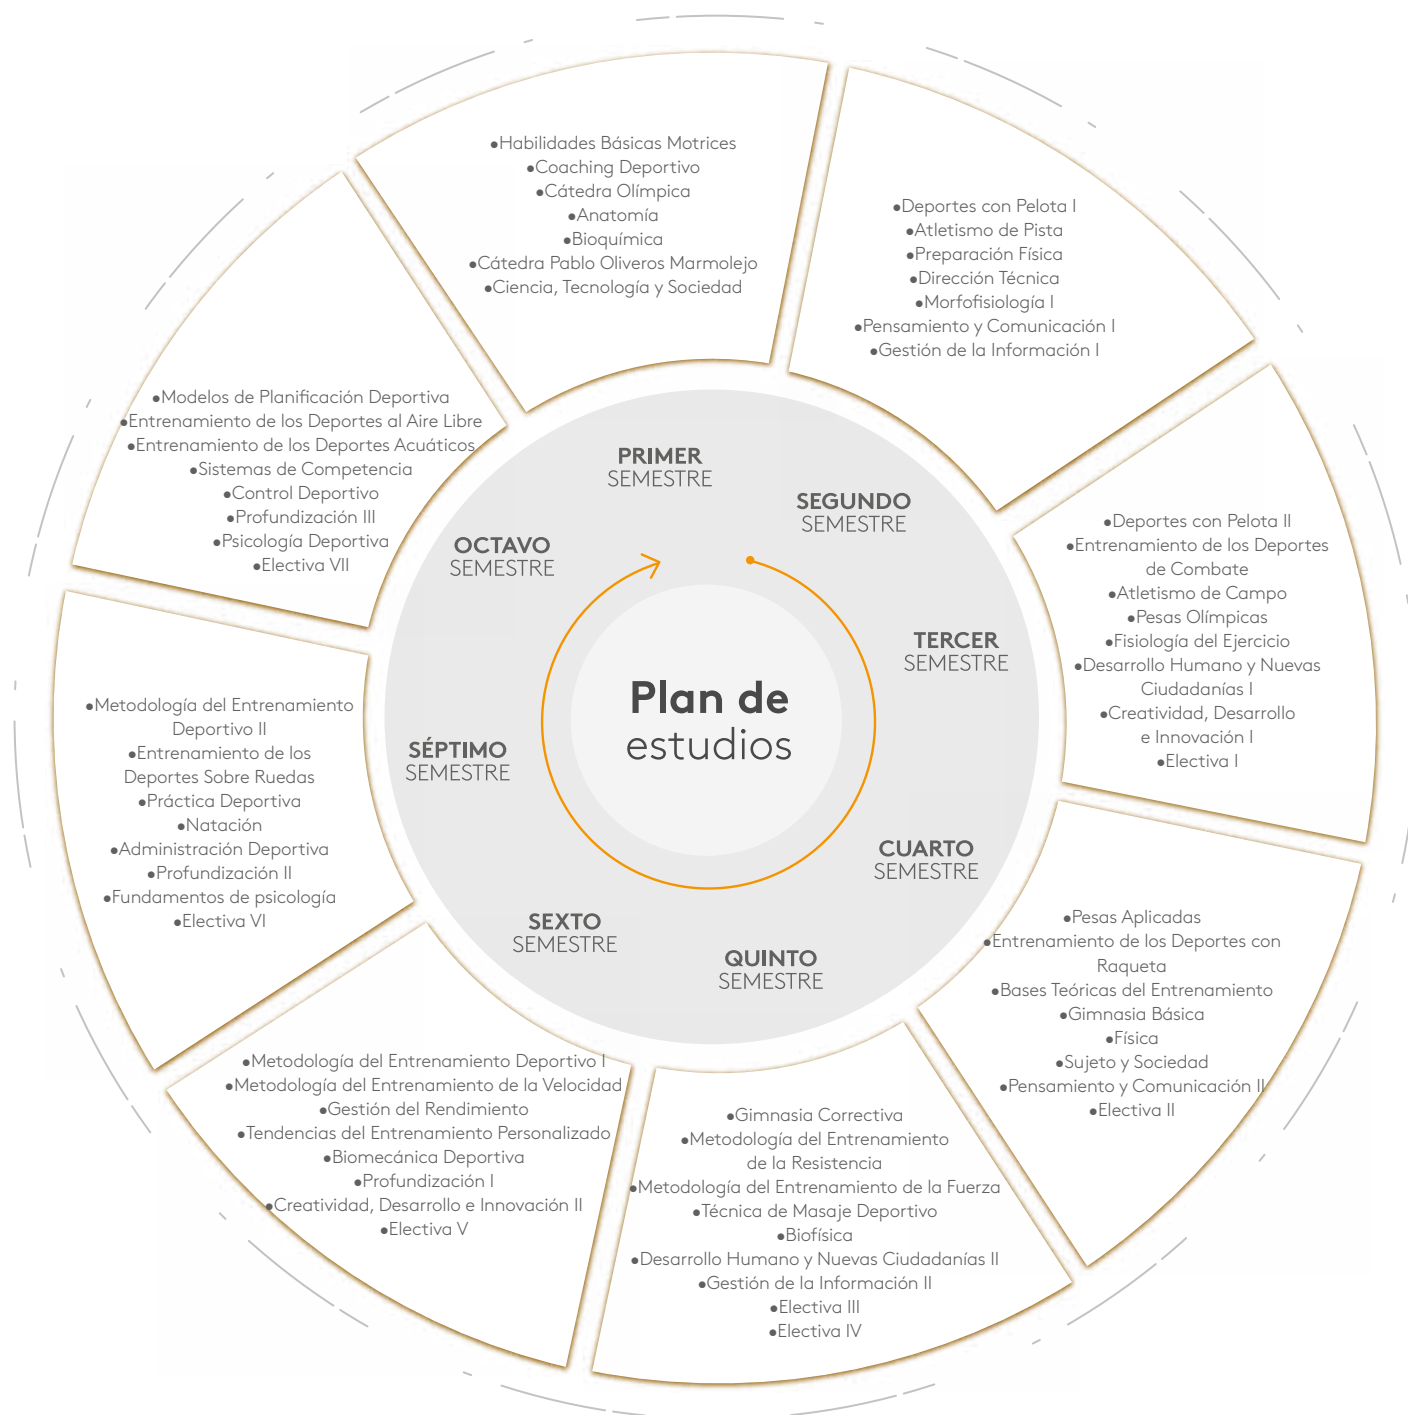 Plan de
estudios
PRIMER
SEMESTRE
●Habilidades Básicas Motrices
●Coaching Deportivo
●Cátedra Olímpica
●Anatomía
●Bioquímica
●Cátedra Pablo Oliveros Marmolejo
●Ciencia, Tecnología y Sociedad
SEGUNDO
SEMESTRE
●Deportes con Pelota I
●Atletismo de Pista
●Preparación Física
●Dirección Técnica
●Morfofisiología I
●Pensamiento y Comunicación I
●Gestión de la Información I
TERCER
SEMESTRE
●Deportes con Pelota II
●Entrenamiento de los Deportes
de Combate
●Atletismo de Campo
●Pesas Olímpicas
●Fisiología del Ejercicio
●Desarrollo Humano y Nuevas
Ciudadanías I
●Creatividad, Desarrollo
e Innovación I
●Electiva I
CUARTO
SEMESTRE
●Pesas Aplicadas
●Entrenamiento de los Deportes con
Raqueta
●Bases Teóricas del Entrenamiento
●Gimnasia Básica
●Física
●Sujeto y Sociedad
●Pensamiento y Comunicación II
●Electiva II
QUINTO
SEMESTRE
●Gimnasia Correctiva
●Metodología del Entrenamiento
de la Resistencia
●Metodología del Entrenamiento de la Fuerza
●Técnica de Masaje Deportivo
●Biofísica
●Desarrollo Humano y Nuevas Ciudadanías II
●Gestión de la Información II
●Electiva III
●Electiva IV
SEXTO
SEMESTRE
●Metodología del Entrenamiento Deportivo I
●Metodología del Entrenamiento de la Velocidad
●Gestión del Rendimiento
●Tendencias del Entrenamiento Personalizado
●Biomecánica Deportiva
●Profundización I
●Creatividad, Desarrollo e Innovación II
●Electiva V
SÉPTIMO
SEMESTRE
●Metodología del Entrenamiento
Deportivo II
●Entrenamiento de los
Deportes Sobre Ruedas
●Práctica Deportiva
●Natación
●Administración Deportiva
●Profundización II
●Fundamentos de psicología
●Electiva VI
OCTAVO
SEMESTRE
●Modelos de Planificación Deportiva
●Entrenamiento de los Deportes al Aire Libre
●Entrenamiento de los Deportes Acuáticos
●Sistemas de Competencia
●Control Deportivo
●Profundización III
●Psicología Deportiva
●Electiva VII